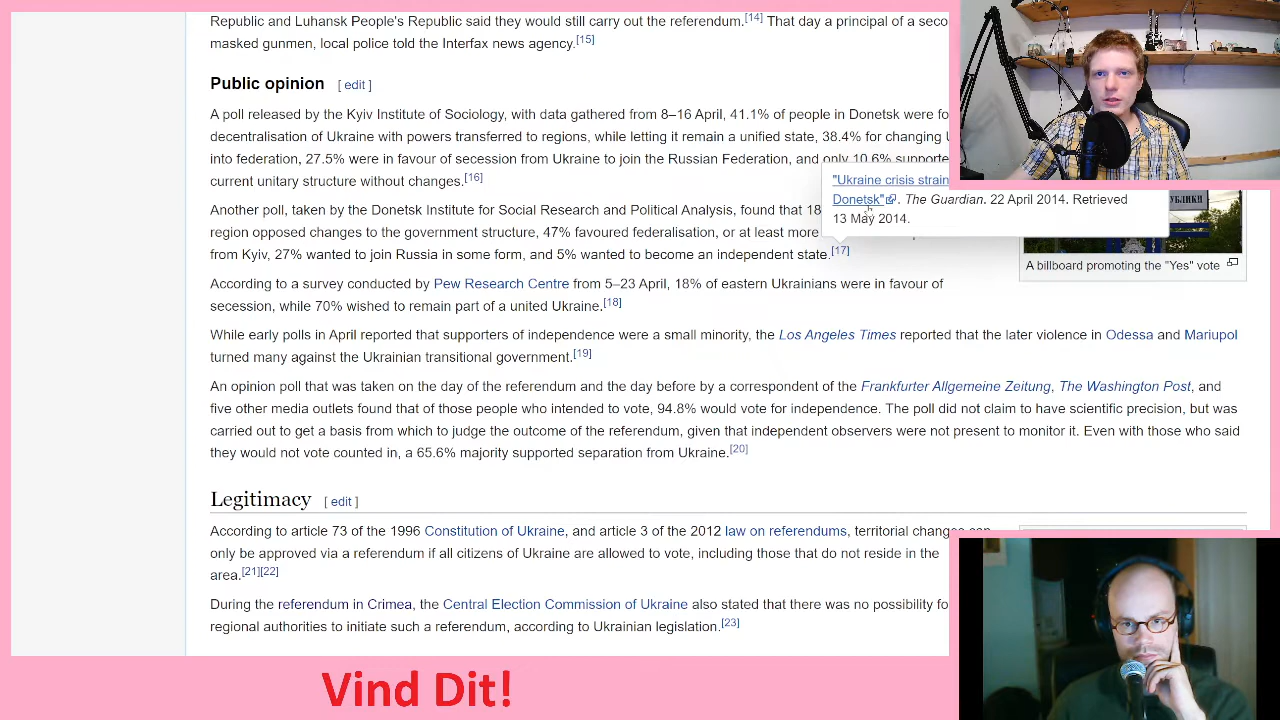 Republic and Luhansk People's Republic said they would still carry out the referendum.[14] That day a principal of a seco
masked gunmen, local police told the Interfax news agency.[15]
Public opinion [ edit ]
A poll released by the Kyiv Institute of Sociology, with data gathered from 8–16 April, 41.1% of people in Donetsk were fo
decentralisation of Ukraine with powers transferred to regions, while letting it remain a unified state, 38.4% for changing U
into federation, 27.5% were in favour of secession from Ukraine to join the Russian Federation, and only 10.6% supporte
current unitary structure without changes.[16]
"Ukraine crisis strain
Donetsk". The Guardian. 22 April 2014. Retrieved
13 May 2014.
Another poll, taken by the Donetsk Institute for Social Research and Political Analysis, found that 18
region opposed changes to the government structure, 47% favoured federalisation, or at least more
from Kyiv, 27% wanted to join Russia in some form, and 5% wanted to become an independent state.[17]
A billboard promoting the "Yes" vote
According to a survey conducted by Pew Research Centre from 5–23 April, 18% of eastern Ukrainians were in favour of
secession, while 70% wished to remain part of a united Ukraine.[18]
While early polls in April reported that supporters of independence were a small minority, the Los Angeles Times reported that the later violence in Odessa and Mariupol
turned many against the Ukrainian transitional government.[19]
An opinion poll that was taken on the day of the referendum and the day before by a correspondent of the Frankfurter Allgemeine Zeitung, The Washington Post, and
five other media outlets found that of those people who intended to vote, 94.8% would vote for independence. The poll did not claim to have scientific precision, but was
carried out to get a basis from which to judge the outcome of the referendum, given that independent observers were not present to monitor it. Even with those who said
they would not vote counted in, a 65.6% majority supported separation from Ukraine.[20]
Legitimacy [ edit ]
According to article 73 of the 1996 Constitution of Ukraine, and article 3 of the 2012 law on referendums, territorial changes can
only be approved via a referendum if all citizens of Ukraine are allowed to vote, including those that do not reside in the
area.[21][22]
During the referendum in Crimea, the Central Election Commission of Ukraine also stated that there was no possibility fo
regional authorities to initiate such a referendum, according to Ukrainian legislation.[23]
Vind Dit!